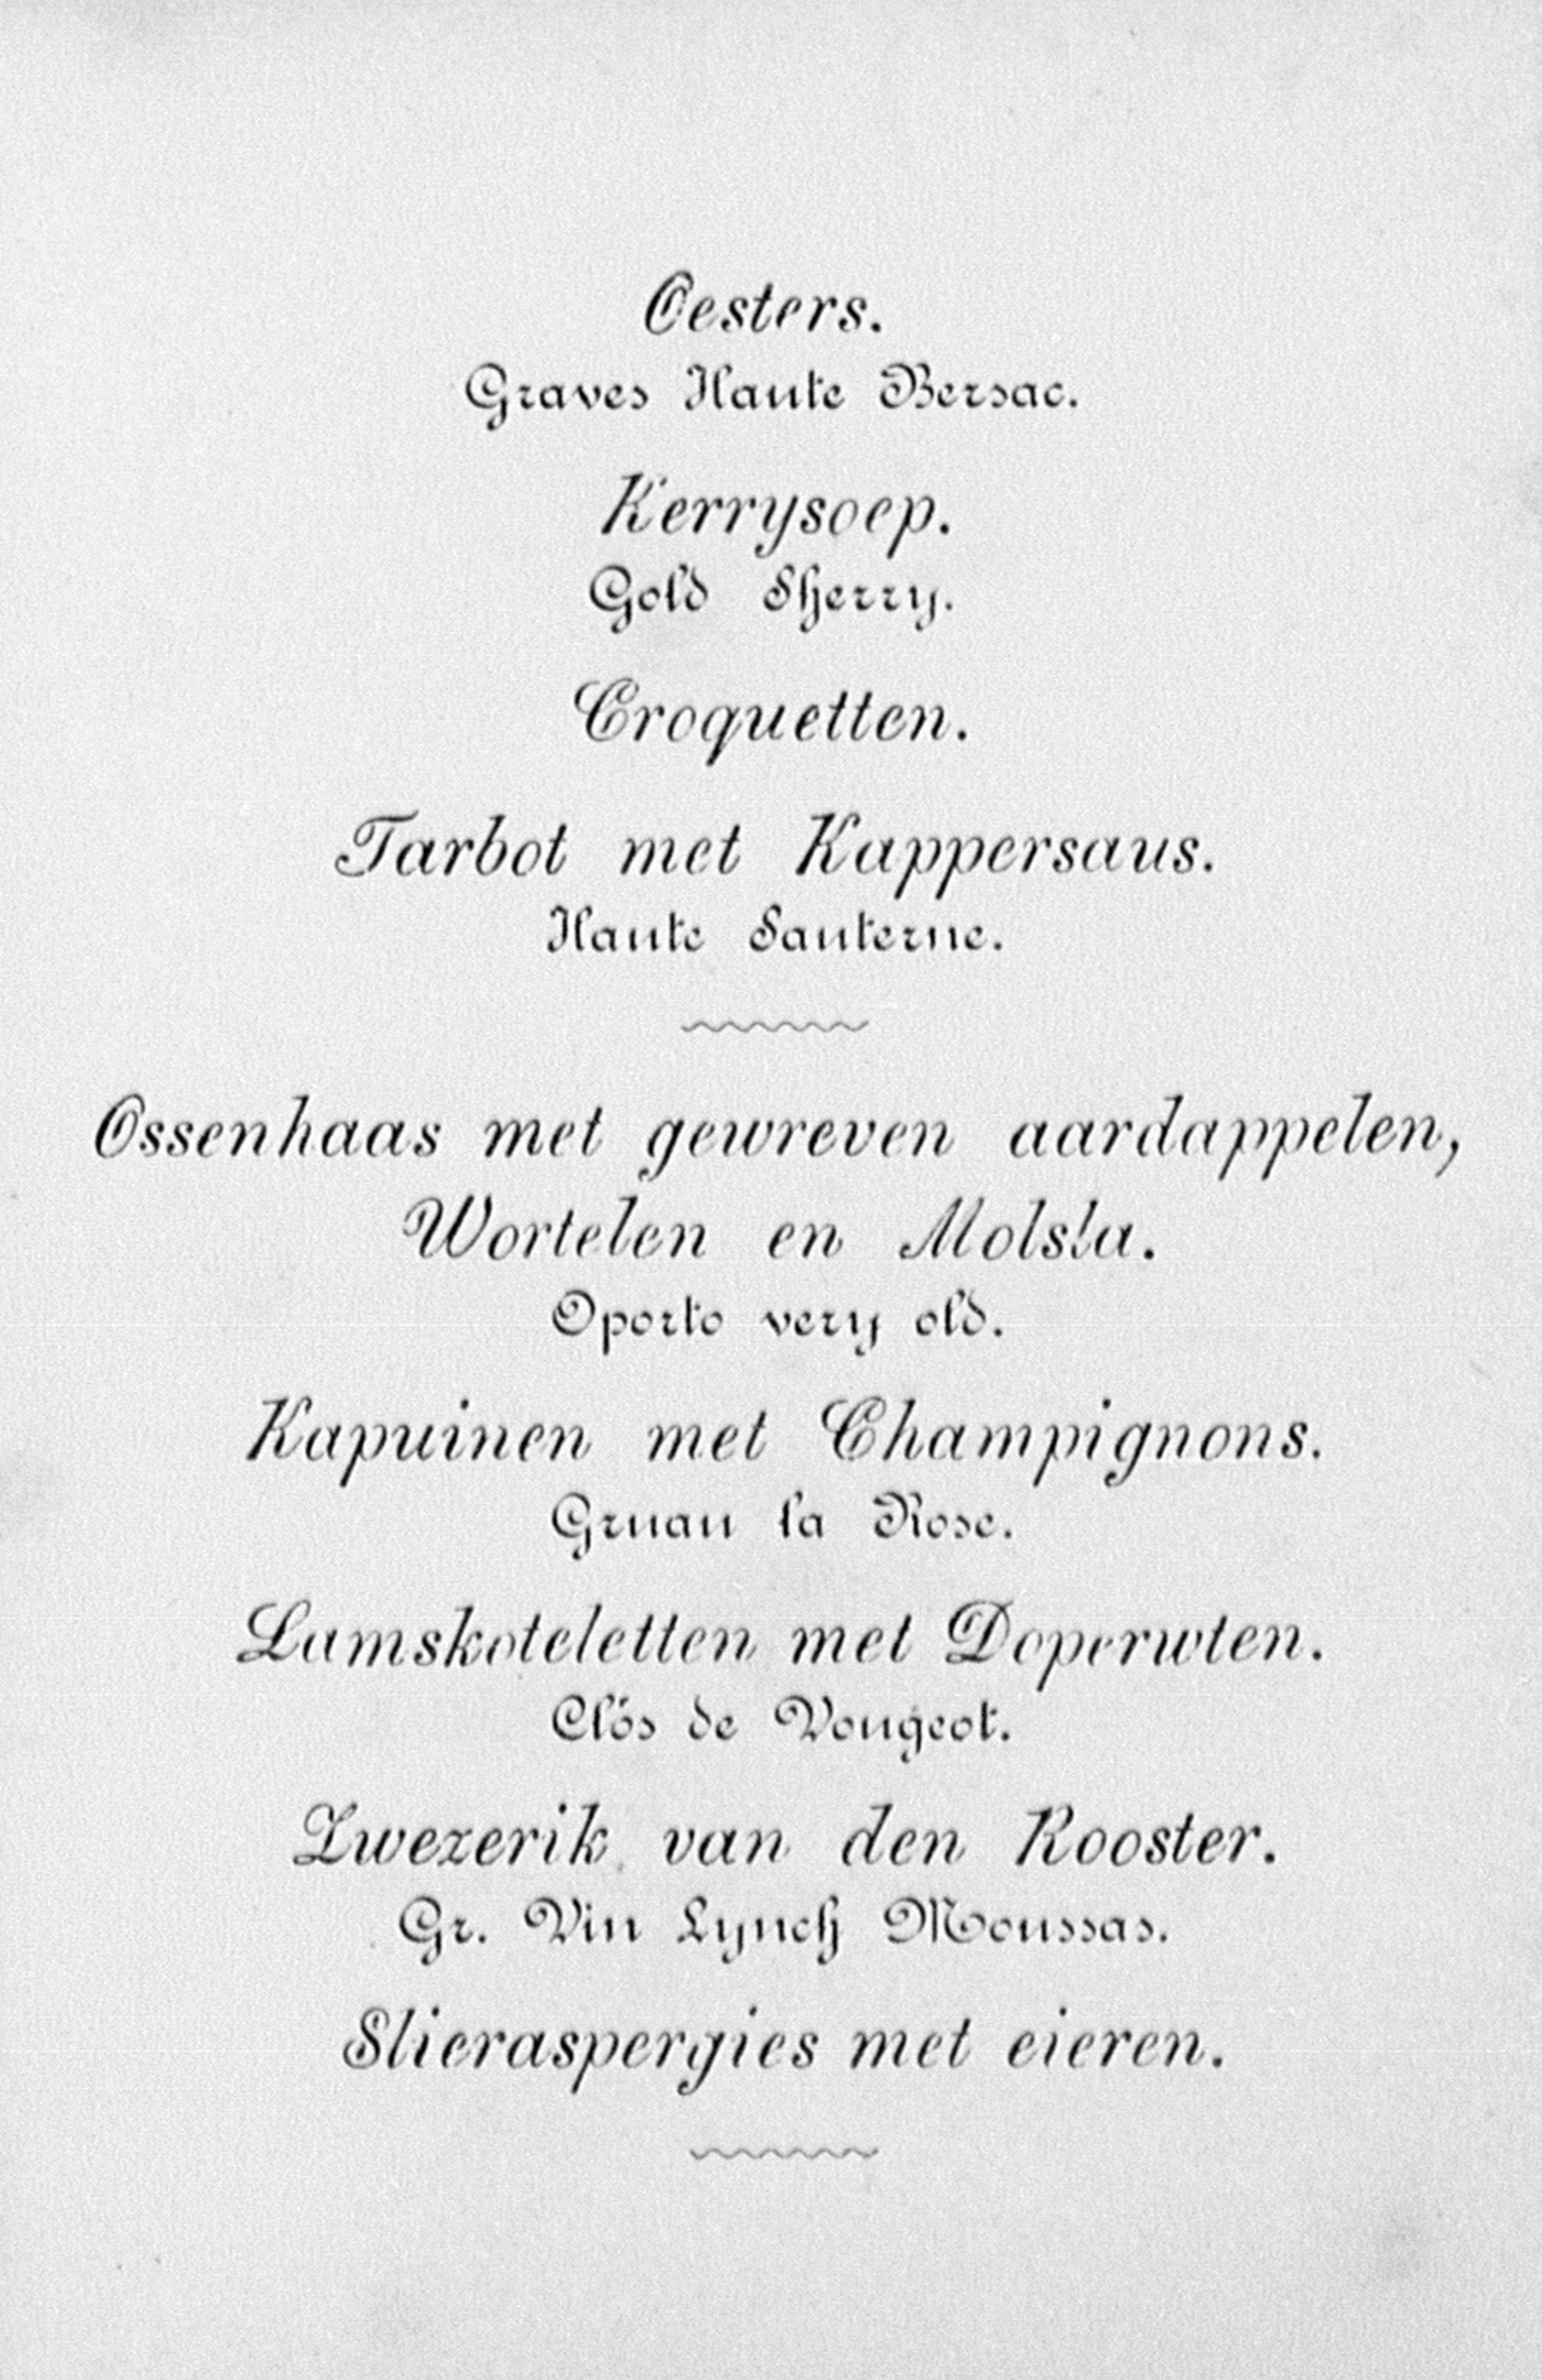 Oesters.
Graves Haute Bersac.
Kerrysoep.
Gold Sherry.
Croquetten.
Tarbot met Kappersaus.
Haute Sauterne.
Ossenhaas met gewreven aardappelen,
Wortelen en Molsla.
Oporto very old.
Kapuinen met Champignons.
Gruau la Rose.
Lamskoteletten met Doperwten.
Clós de Vougeot.
Zwezerik van den Rooster.
Gr. Vin Lynch Moussas.
Slieraspergies met eieren.